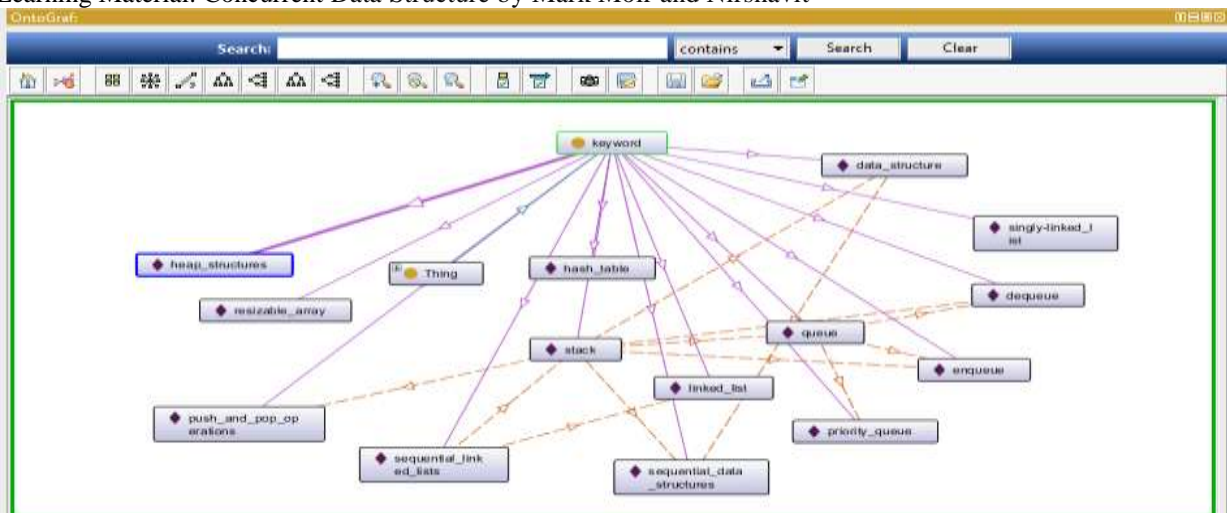 Learning Material: Concurrent Data Structure by Mark Moir and Nirshavit
OntoGraf:
Search: contains Search Clear
keyword
data_structure
singly-linked_l
ist
heap_structures
Thing
hash_table
dequeue
resizable_array
queue
stack
enqueue
linked_list
push_and_pop_op
erations
priority_queue
sequential_link
ed_lists
sequential_data
_structures